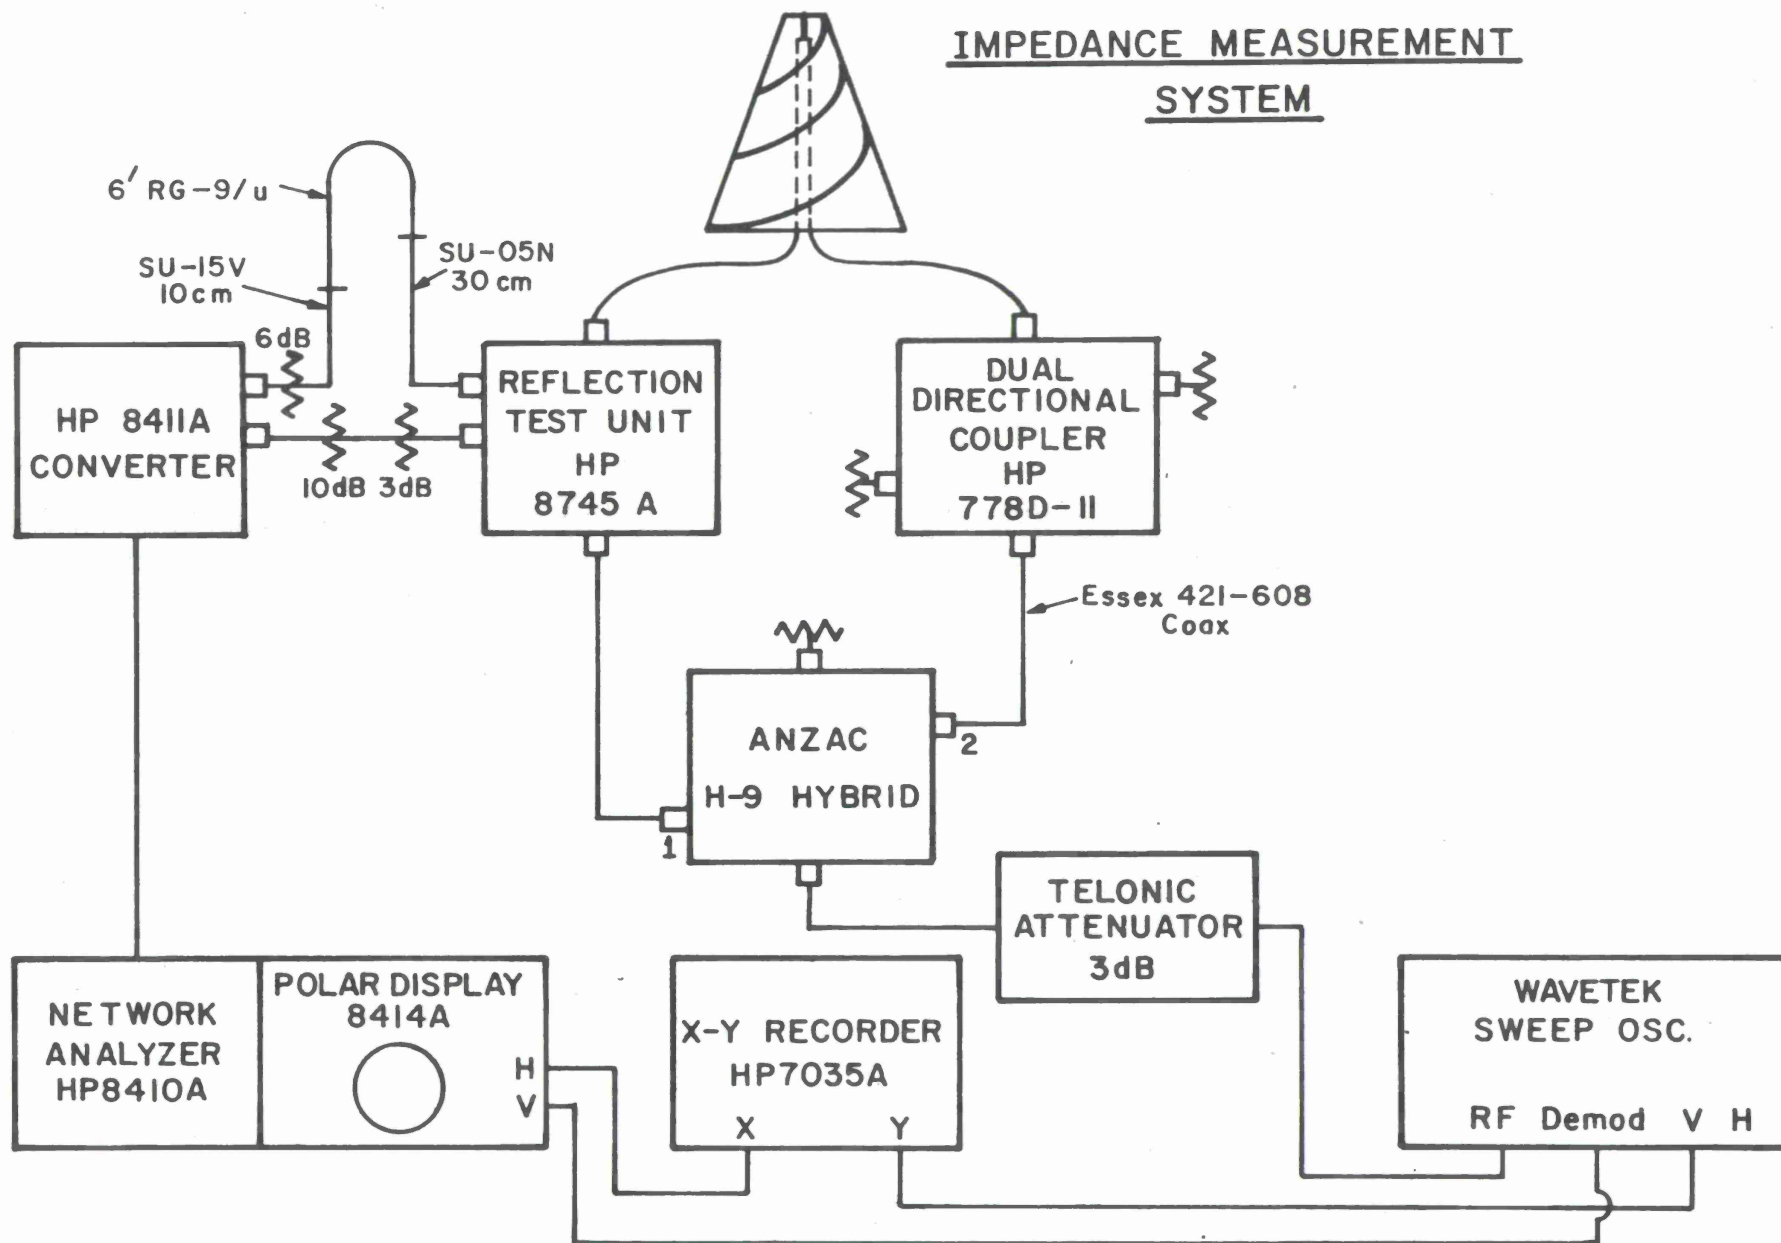 IMPEDANCE MEASUREMENT
SYSTEM
6' RG-9/u
SU-15V
10cm
SU-05N
30cm
6dB
HP 8411A
CONVERTER
10dB 3dB
REFLECTION
TEST UNIT
HP
8745 A
DUAL
DIRECTIONAL
COUPLER
HP
778D-11
Essex 421-608
Coax
ANZAC
H-9 HYBRID
2
1
TELONIC
ATTENUATOR
3dB
NETWORK
ANALYZER
HP8410A
POLAR DISPLAY
8414A
H
V
X-Y RECORDER
HP7035A
X Y
WAVETEK
SWEEP OSC.
RF Demod V H